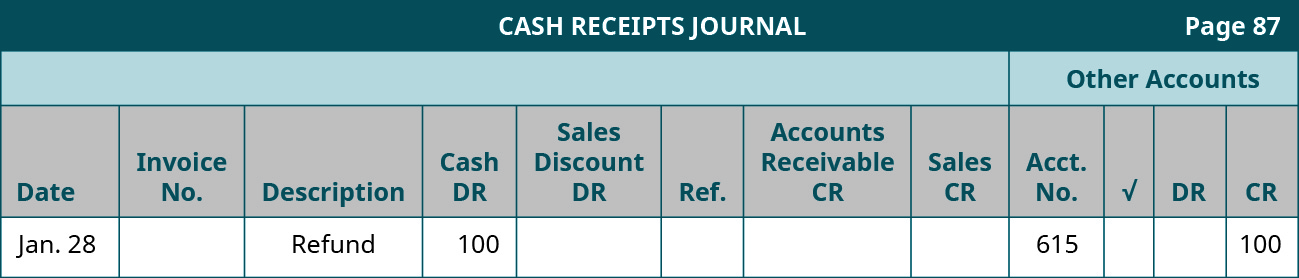 CASH RECEIPTS JOURNAL Page 87
Other Accounts
Date
Invoice
No.
Description
Cash
DR
Sales
Discount
DR
Ref.
Accounts
Receivable
CR
Sales
CR
Acct.
No.
√
DR
CR
Jan. 28 Refund 100 615 100